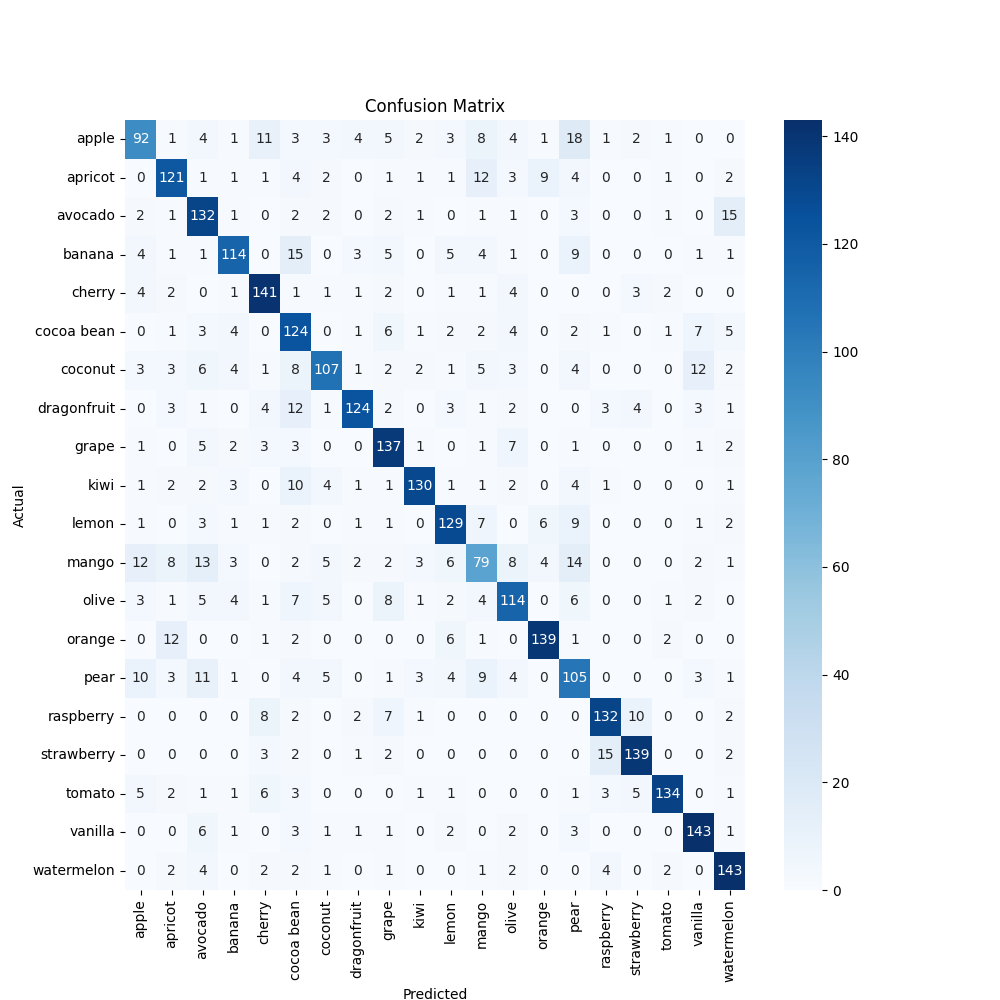 Confusion Matrix
apple 92 1 4 1 11 3 3 4 5 2 3 8 4 1 18 1 2 1 0 0
apricot 0 121 1 1 1 4 2 0 1 1 1 12 3 9 4 0 0 1 0 2
avocado 2 1 132 1 0 2 2 0 2 1 0 1 1 0 3 0 0 1 0 15
banana 4 1 1 114 0 15 0 3 5 0 5 4 1 0 9 0 0 0 1 1
cherry 4 2 0 1 141 1 1 1 2 0 1 1 4 0 0 0 3 2 0 0
cocoa bean 0 1 3 4 0 124 0 1 6 1 2 2 4 0 2 1 0 1 7 5
coconut 3 3 6 4 1 8 107 1 2 2 1 5 3 0 4 0 0 0 12 2
dragonfruit 0 3 1 0 4 12 1 124 2 0 3 1 2 0 0 3 4 0 3 1
grape 1 0 5 2 3 3 0 0 137 1 0 1 7 0 1 0 0 0 1 2
kiwi 1 2 2 3 0 10 4 1 1 130 1 1 2 0 4 1 0 0 0 1
lemon 1 0 3 1 1 2 0 1 1 0 129 7 0 6 9 0 0 0 1 2
mango 12 8 13 3 0 2 5 2 2 3 6 79 8 4 14 0 0 0 2 1
olive 3 1 5 4 1 7 5 0 8 1 2 4 114 0 6 0 0 1 2 0
orange 0 12 0 0 1 2 0 0 0 0 6 1 0 139 1 0 0 2 0 0
pear 10 3 11 1 0 4 5 0 1 3 4 9 4 0 105 0 0 0 3 1
raspberry 0 0 0 0 8 2 0 2 7 1 0 0 0 0 0 132 10 0 0 2
strawberry 0 0 0 0 3 2 0 1 2 0 0 0 0 0 0 15 139 0 0 2
tomato 5 2 1 1 6 3 0 0 0 1 1 0 0 0 1 3 5 134 0 1
vanilla 0 0 6 1 0 3 1 1 1 0 2 0 2 0 3 0 0 0 143 1
watermelon 0 2 4 0 2 2 1 0 1 0 0 1 2 0 0 4 0 2 0 143
apple apricot avocado banana cherry cocoa bean coconut dragonfruit grape kiwi lemon mango olive orange pear raspberry strawberry tomato vanilla watermelon
Predicted
Actual
140
120
100
80
60
40
20
0